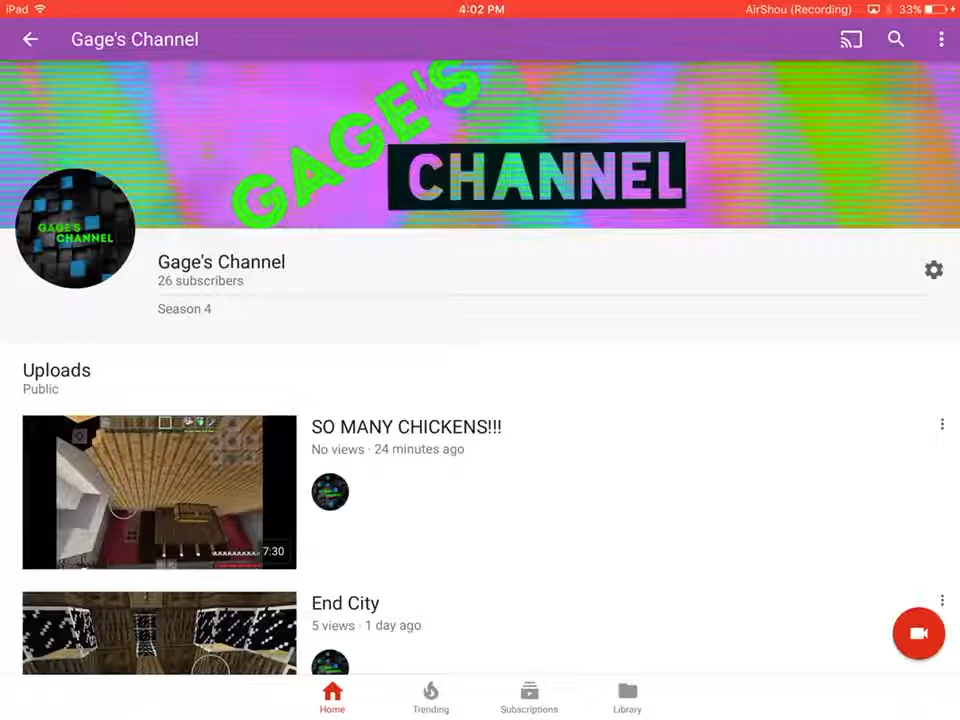 iPad 4:02 PM AirShou (Recording) 33%
Gage's Channel
GAGE'S
CHANNEL
GAGE'S
CHANNEL
Gage's Channel
26 subscribers
Season 4
Uploads
Public
SO MANY CHICKENS!!!
No views · 24 minutes ago
7:30
End City
5 views · 1 day ago
Home Trending Subscriptions Library